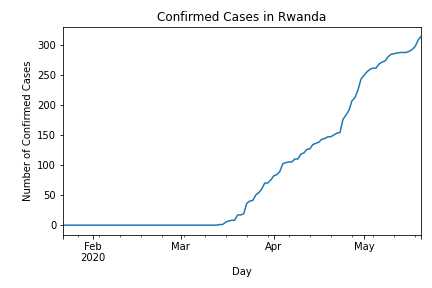 Confirmed Cases in Rwanda
Number of Confirmed Cases
300
250
200
150
100
50
0
Feb
2020
Mar
Apr
May
Day